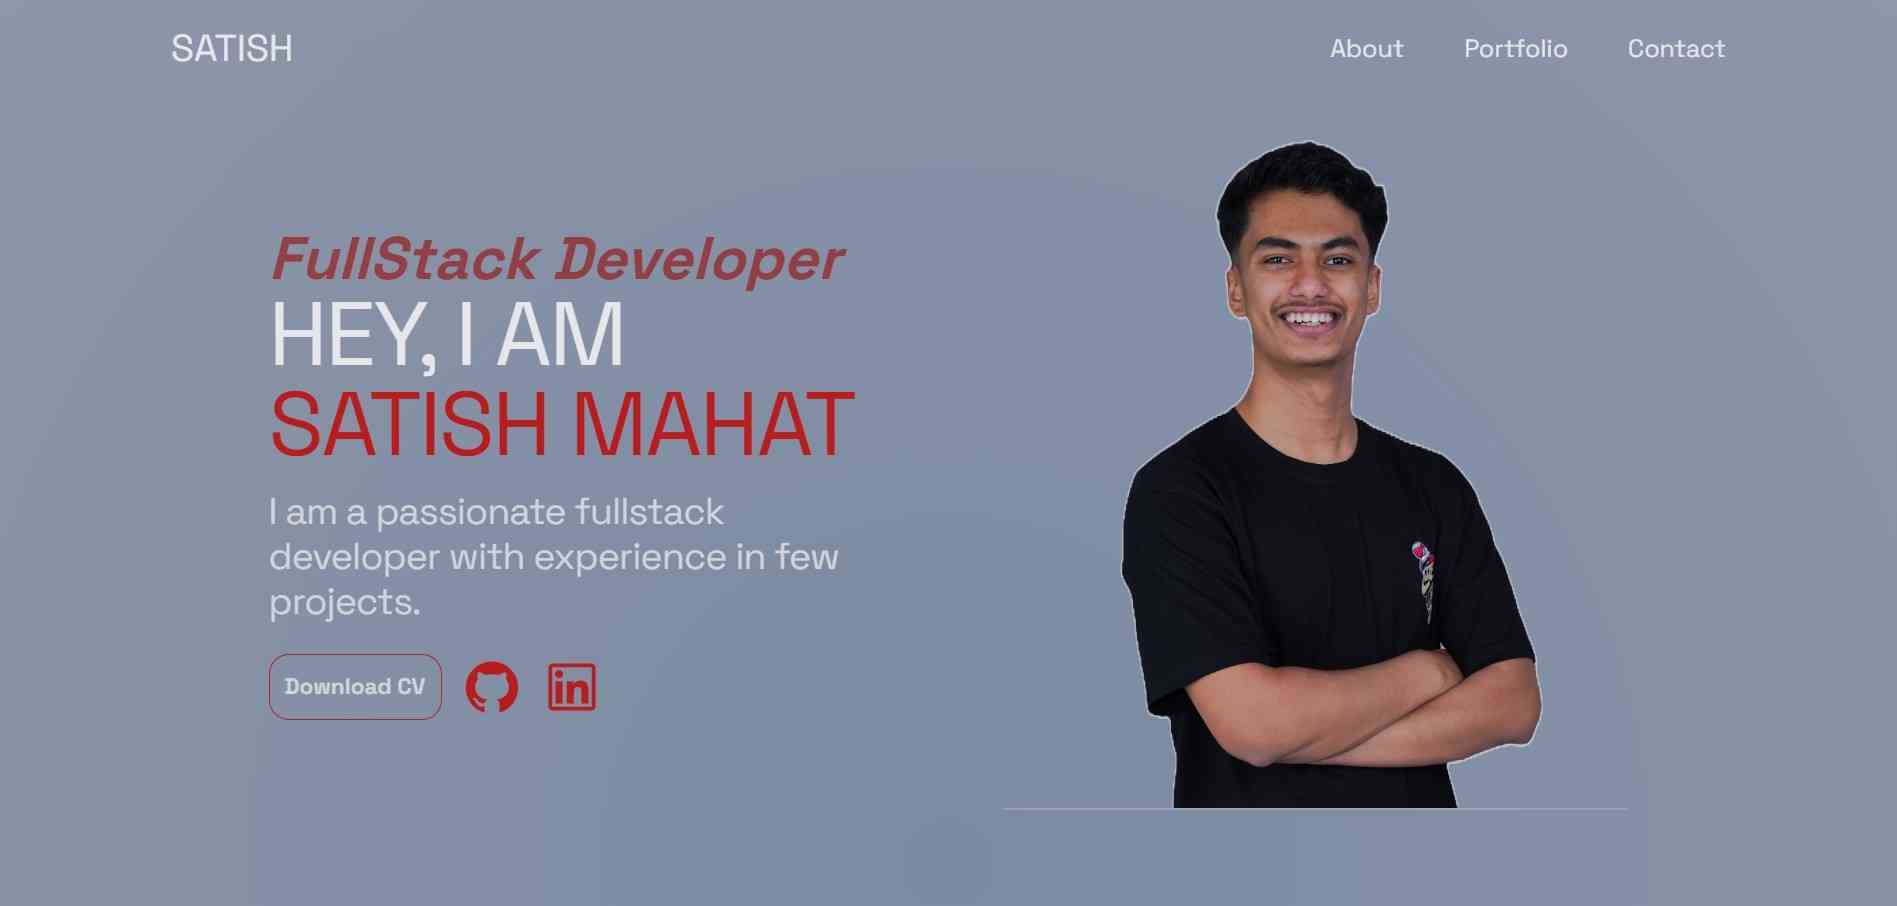 SATISH
About
Portfolio
Contact
FullStack Developer
HEY, I AM
SATISH MAHAT
I am a passionate fullstack
developer with experience in few
projects.
Download CV
in